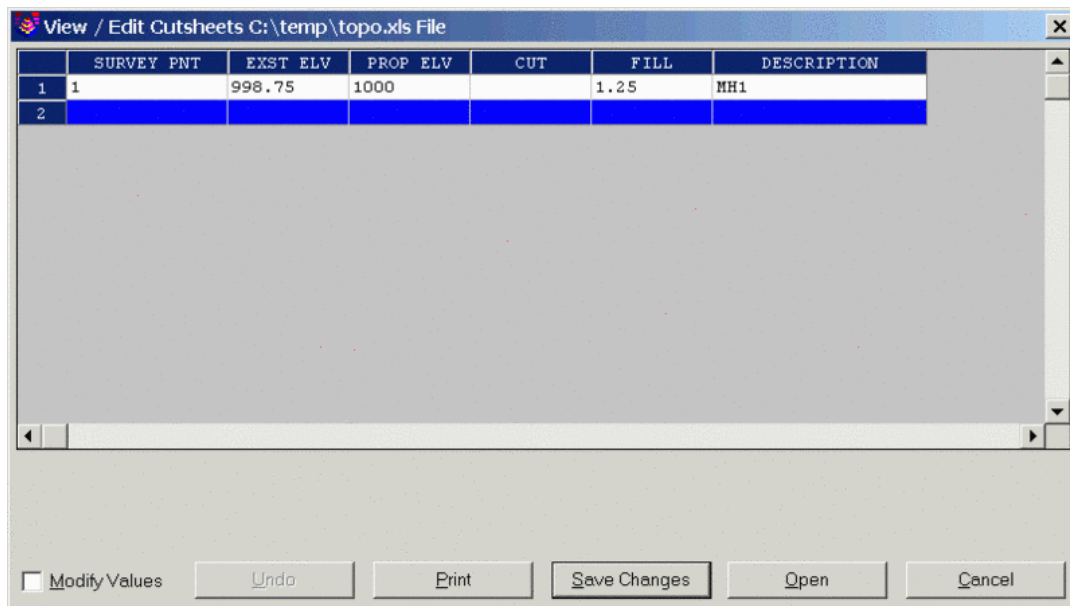 View / Edit Cutsheets C:\temp\topo.xls File
SURVEY PNT EXST ELV PROP ELV CUT FILL DESCRIPTION
1 1 998.75 1000 1.25 MH1
2
Modify Values Undo Print Save Changes Open Cancel